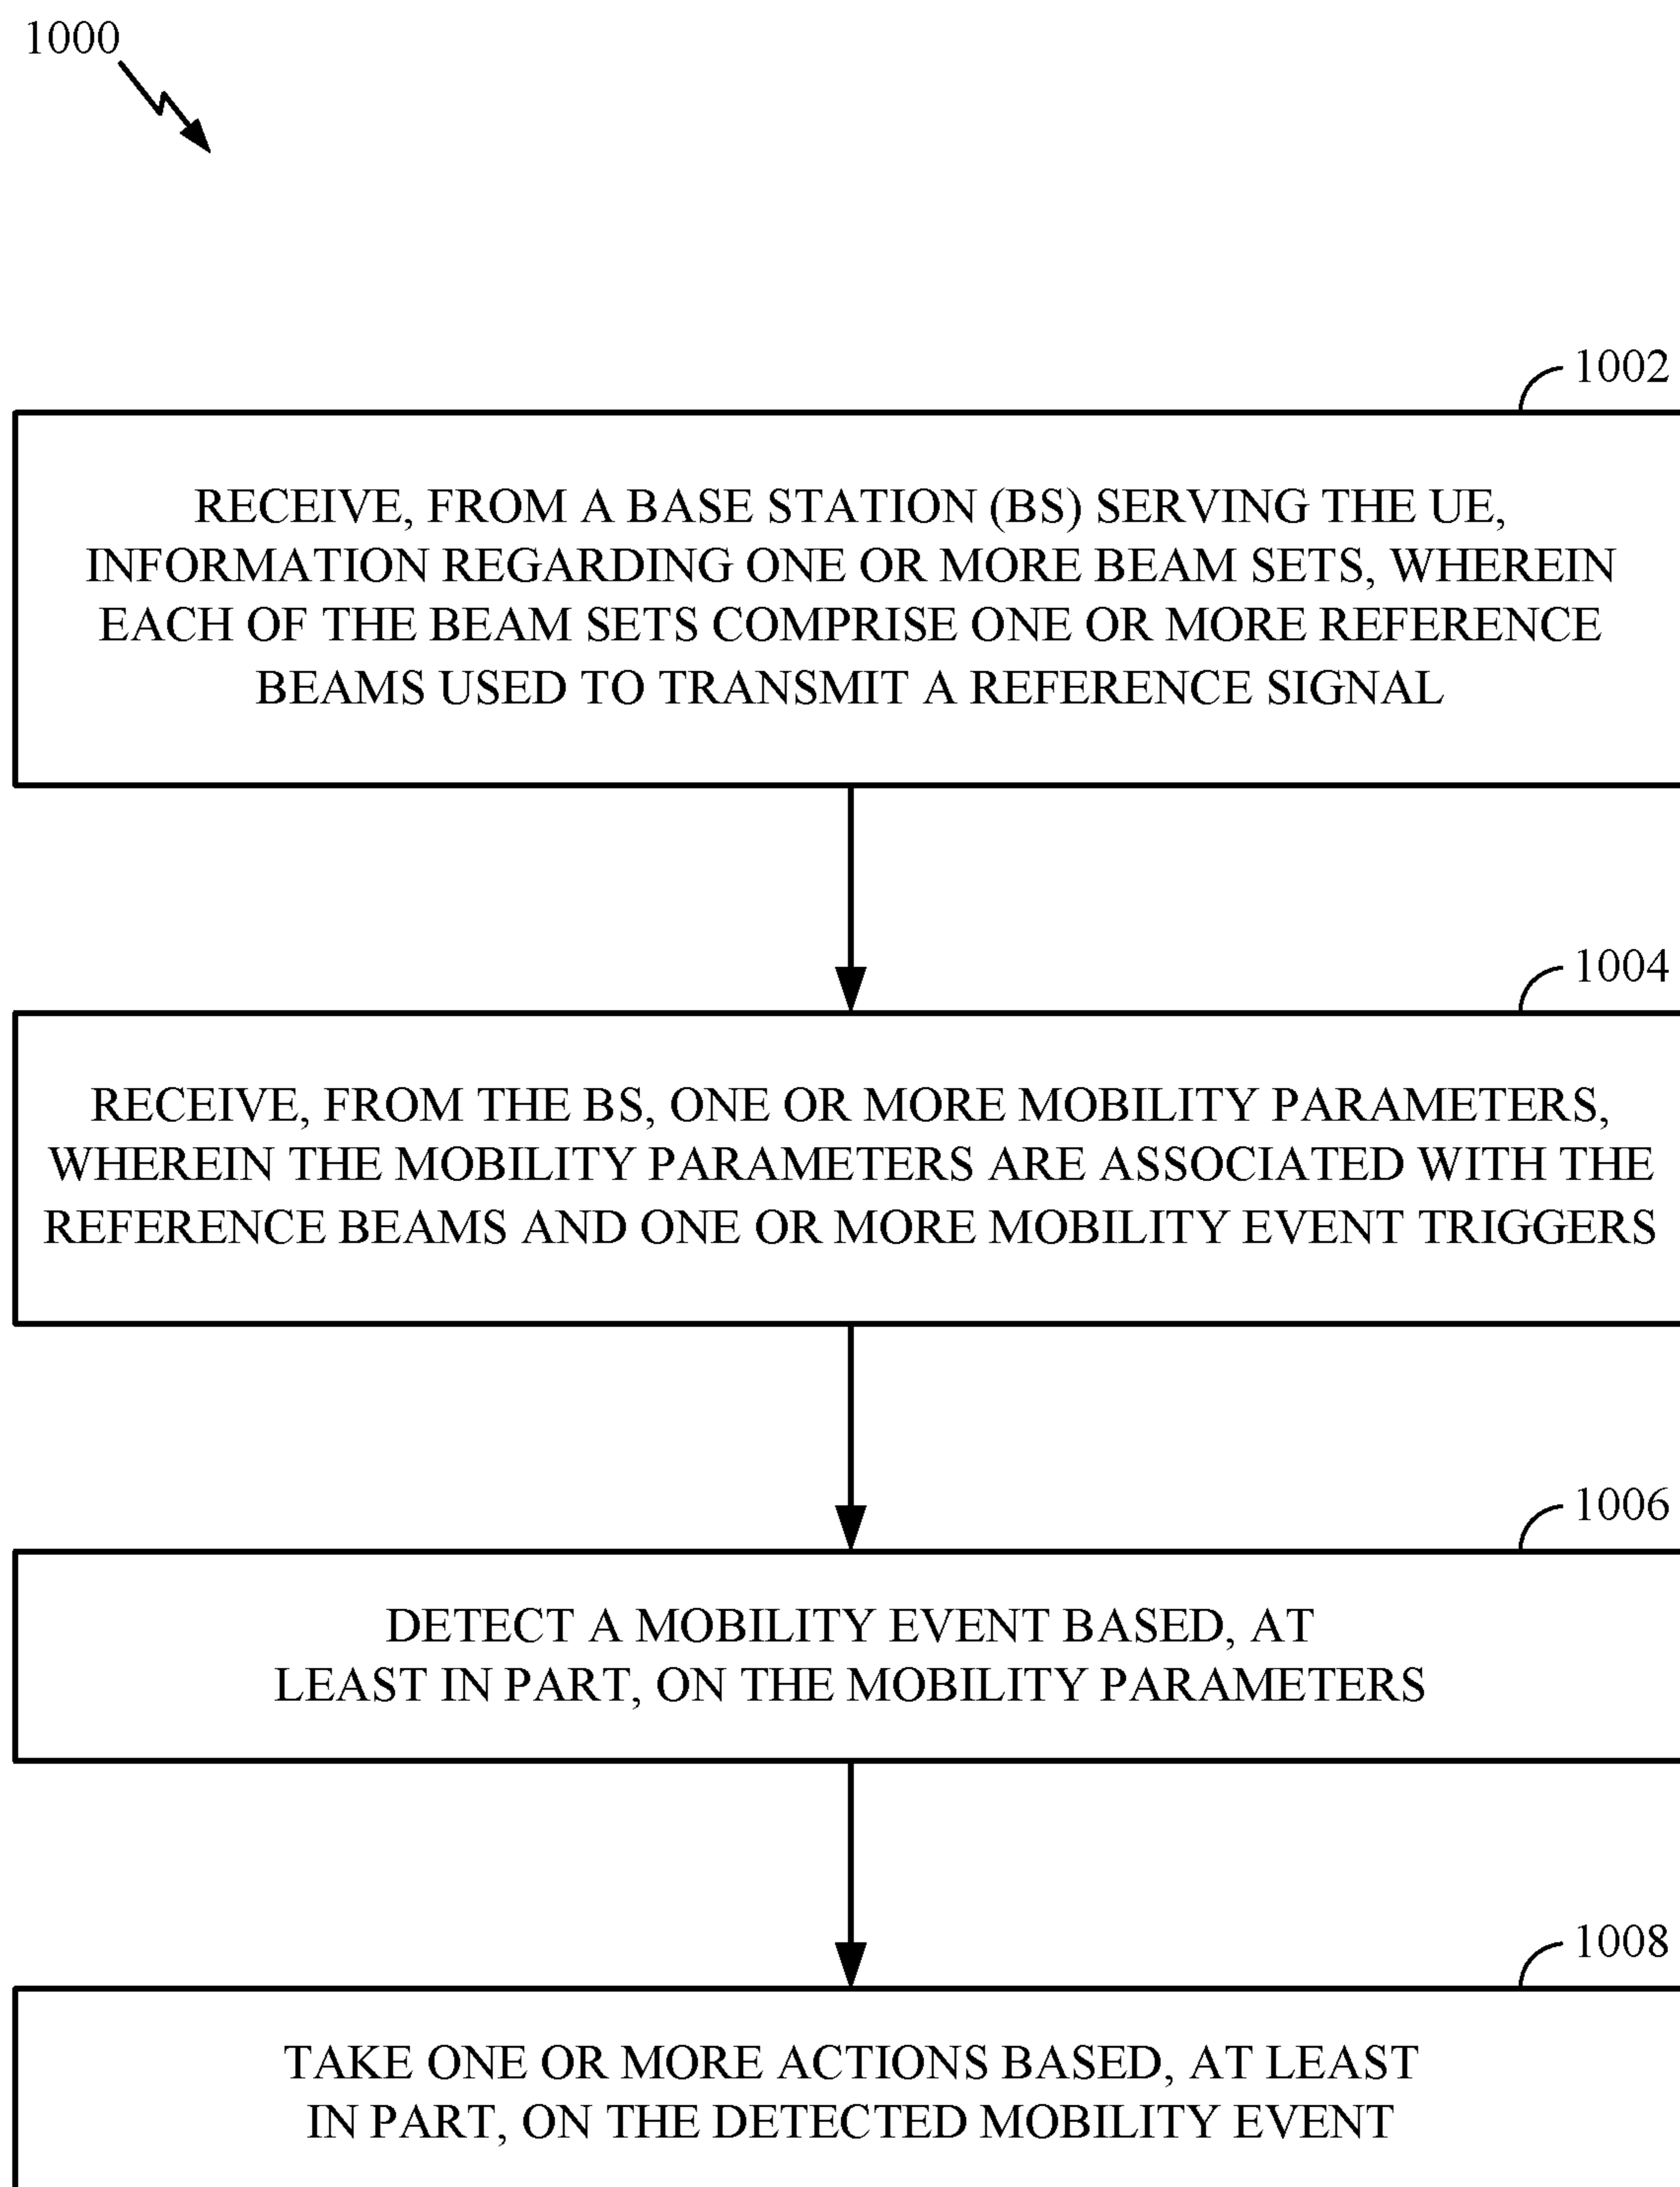 1000
1002
RECEIVE, FROM A BASE STATION (BS) SERVING THE UE,
INFORMATION REGARDING ONE OR MORE BEAM SETS, WHEREIN
EACH OF THE BEAM SETS COMPRISE ONE OR MORE REFERENCE
BEAMS USED TO TRANSMIT A REFERENCE SIGNAL
1004
RECEIVE, FROM THE BS, ONE OR MORE MOBILITY PARAMETERS,
WHEREIN THE MOBILITY PARAMETERS ARE ASSOCIATED WITH THE
REFERENCE BEAMS AND ONE OR MORE MOBILITY EVENT TRIGGERS
1006
DETECT A MOBILITY EVENT BASED, AT
LEAST IN PART, ON THE MOBILITY PARAMETERS
1008
TAKE ONE OR MORE ACTIONS BASED, AT LEAST
IN PART, ON THE DETECTED MOBILITY EVENT